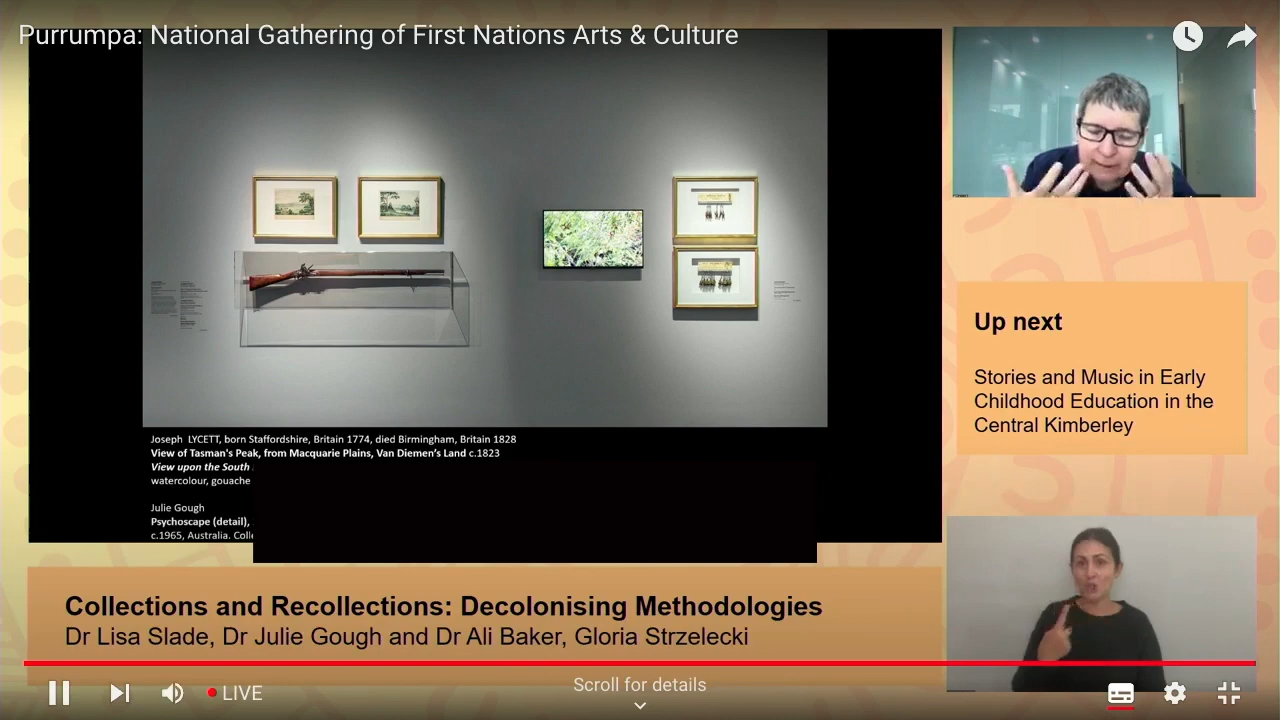 Purrumpa: National Gathering of First Nations Arts & Culture
Joseph LYCETT, born Staffordshire, Britain 1774, died Birmingham, Britain 1828
View of Tasman's Peak, from Macquarie Plains, Van Diemen's Land c.1823
View upon the South
watercolour, gouache
Julie Gough
Psychoscape (detail),
c.1965, Australia.
Up next
Stories and Music in Early
Childhood Education in the
Central Kimberley
Collections and Recollections: Decolonising Methodologies
Dr Lisa Slade, Dr Julie Gough and Dr Ali Baker, Gloria Strzelecki
LIVE
Scroll for details